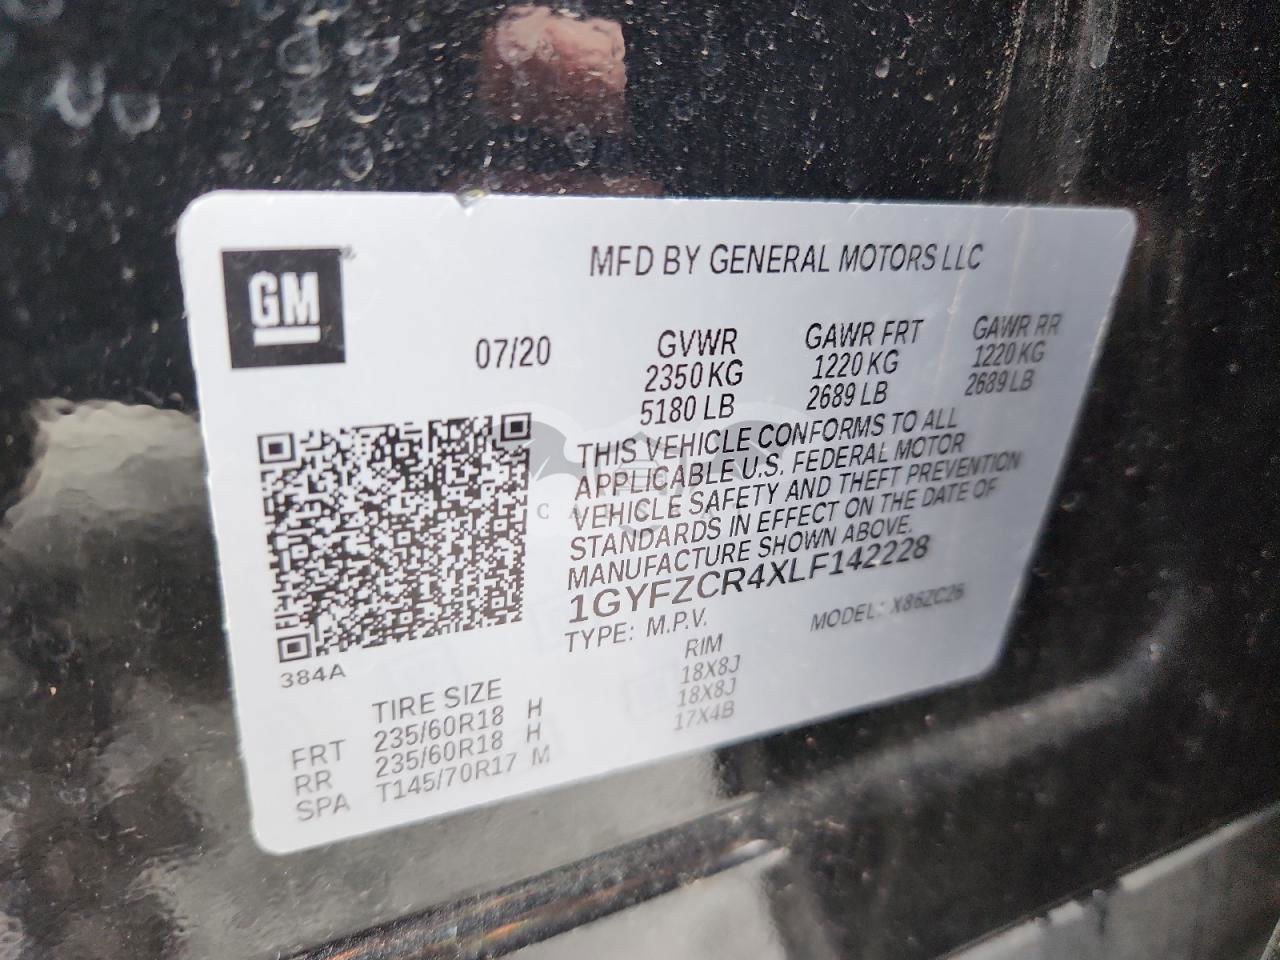 GM
MFD BY GENERAL MOTORS LLC
07/20 GVWR GAWR FRT GAWR RR
2350 KG 1220 KG 1220 KG
5180 LB 2689 LB 2689 LB
THIS VEHICLE CONFORMS TO ALL
APPLICABLE U.S. FEDERAL MOTOR
VEHICLE SAFETY AND THEFT PREVENTION
STANDARDS IN EFFECT ON THE DATE OF
MANUFACTURE SHOWN ABOVE.
1GYFZCR4XLF142228
TYPE: M.P.V. MODEL: X86ZC26
384A
TIRE SIZE RIM
FRT 235/60R18 H 18X8J
RR 235/60R18 H 18X8J
SPA T145/70R17 M 17X4B